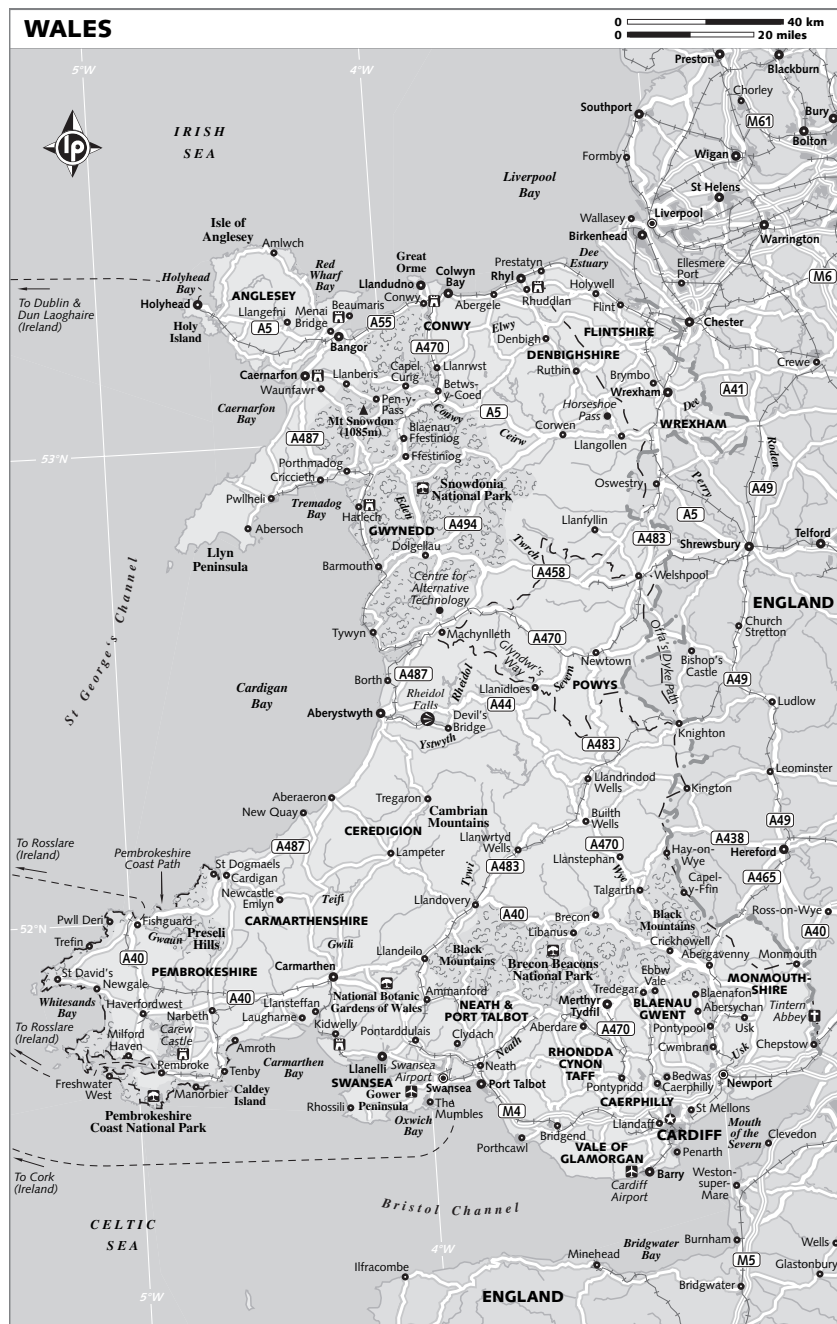 WALES
0 40 km
0 20 miles
5°W
4°W
Preston
Blackburn
Chorley
Southport
Bury
M61
Bolton
IRISH
SEA
lp
Formby
Wigan
Liverpool
Bay
St Helens
Wallasey
Liverpool
Isle of
Anglesey
Birkenhead
Warrington
Amlwch
Great
Orme
Colwyn
Bay
Prestatyn
Dee
Estuary
Ellesmere
Port
Holyhead
Bay
Red
Wharf
Bay
Rhyl
M6
Llandudno
Holywell
To Dublin &
Dun Laoghaire
(Ireland)
Holyhead
ANGLESEY
Beaumaris
Conwy
Abergele
Rhuddlan
Flint
Llangefni
Menai
Bridge
A55
CONWY
Elwy
FLINTSHIRE
Chester
Holy
Island
A5
Bangor
A470
Denbigh
DENBIGHSHIRE
Crewe
Caernarfon
Llanberis
Capel
Curig
Llanrwst
Ruthin
Brymbo
A41
Waunfawr
Pen-y-
Pass
Betws-
y-Coed
Wrexham
Caernarfon
Bay
Mt Snowdon
(1085m)
Conwy
A5
Horseshoe
Pass
Dee
Blaenau
Ffestiniog
Ceirw
Corwen
WREXHAM
A487
Ffestiniog
Llangollen
Roden
53°N
Porthmadog
Criccieth
Snowdonia
National Park
Oswestry
Perry
A49
Pwllheli
Tremadog
Bay
Eden
Harlech
A5
Abersoch
GWYNEDD
A494
Llanfyllin
A483
Telford
Llyn
Peninsula
Dolgellau
Twrch
Shrewsbury
Barmouth
A458
Welshpool
Centre for
Alternative
Technology
ENGLAND
St George's Channel
Tywyn
Machynlleth
A470
Offa's Dyke Path
Church
Stretton
Glyndwr's
Way
Newtown
Bishop's
Castle
Borth
A487
Rheidol
Severn
A49
Cardigan
Bay
Rheidol
Falls
Llanidloes
POWYS
Aberystwyth
A44
Ludlow
Devil's
Bridge
Ystwyth
Knighton
A483
Llandrindod
Wells
Leominster
Aberaeron
Tregaron
Kington
New Quay
Cambrian
Mountains
Builth
Wells
A49
CEREDIGION
Llanwrtyd
Wells
To Rosslare
(Ireland)
Pembrokeshire
Coast Path
A487
Lampeter
A470
A438
Hay-on-
Wye
Hereford
St Dogmaels
Cardigan
Tywi
A483
Llanstephan
Wye
A465
Newcastle
Emlyn
Teifi
Talgarth
Capel-
y-Ffin
Llandovery
Pwll Deri
Fishguard
CARMARTHENSHIRE
A40
Brecon
Black
Mountains
Ross-on-Wye
52°N
Gwaun
Preseli
Hills
Libanus
Trefin
Gwili
Crickhowell
A40
A40
Llandeilo
Black
Mountains
Brecon Beacons
National Park
Abergavenny
Monmouth
PEMBROKESHIRE
Carmarthen
Ebbw
Vale
MONMOUTH-
SHIRE
St David's
Newgale
National Botanic
Gardens of Wales
Ammanford
Tredegar
Whitesands
Bay
A40
Llansteffan
NEATH &
PORT TALBOT
Merthyr
Tydfil
BLAENAU
GWENT
Blaenafon
Tintern
Abbey
Haverfordwest
Narbeth
Laugharne
Abersychan
To Rosslare
(Ireland)
Milford
Haven
Carew
Castle
Kidwelly
Pontarddulais
Clydach
Aberdare
A470
Pontypool
Usk
Amroth
Neath
Cwmbran
Usk
Chepstow
Pembroke
Carmarthen
Bay
Llanelli
Swansea
Airport
Neath
RHONDDA
CYNON
TAFF
Freshwater
West
Tenby
SWANSEA
Swansea
Bedwas
Newport
Manorbier
Caldey
Island
Gower
Peninsula
Port Talbot
Pontypridd
Caerphilly
Pembrokeshire
Coast National Park
Rhossili
The
Mumbles
M4
CAERPHILLY
St Mellons
Oxwich
Bay
Llandaff
CARDIFF
Mouth
of the
Severn
Clevedon
Porthcawl
Bridgend
VALE OF
GLAMORGAN
Penarth
To Cork
(Ireland)
Cardiff
Airport
Barry
Weston-
super-
Mare
Bristol Channel
CELTIC
SEA
4°W
Bridgwater
Bay
Burnham
Wells
Ilfracombe
Minehead
M5
Glastonbury
5°W
ENGLAND
Bridgwater